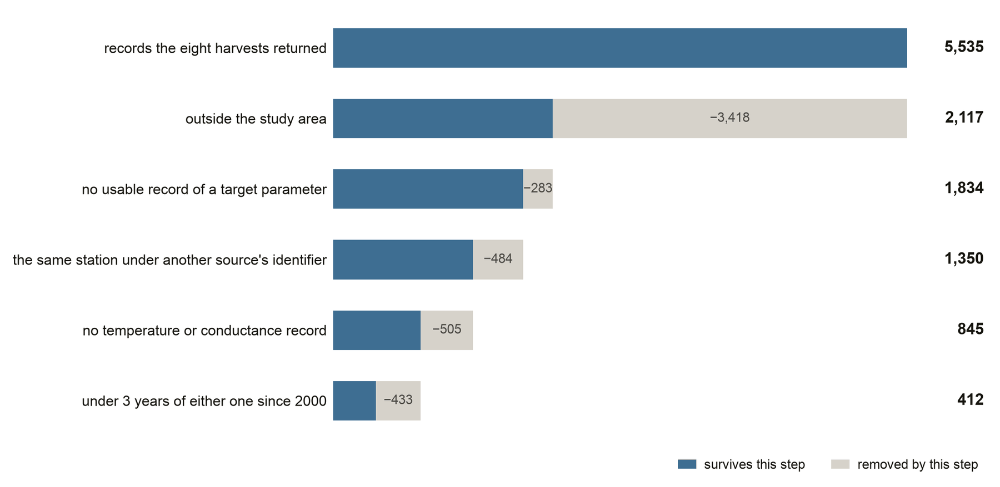 records the eight harvests returned 5,535
outside the study area −3,418 2,117
no usable record of a target parameter −283 1,834
the same station under another source's identifier −484 1,350
no temperature or conductance record −505 845
under 3 years of either one since 2000 −433 412
survives this step removed by this step